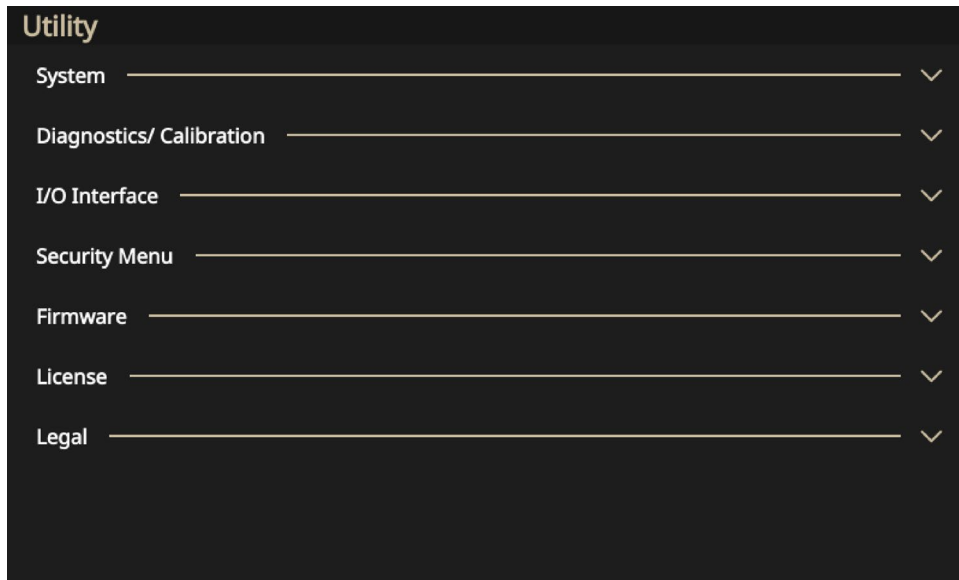 Utility
System
Diagnostics/ Calibration
I/O Interface
Security Menu
Firmware
License
Legal